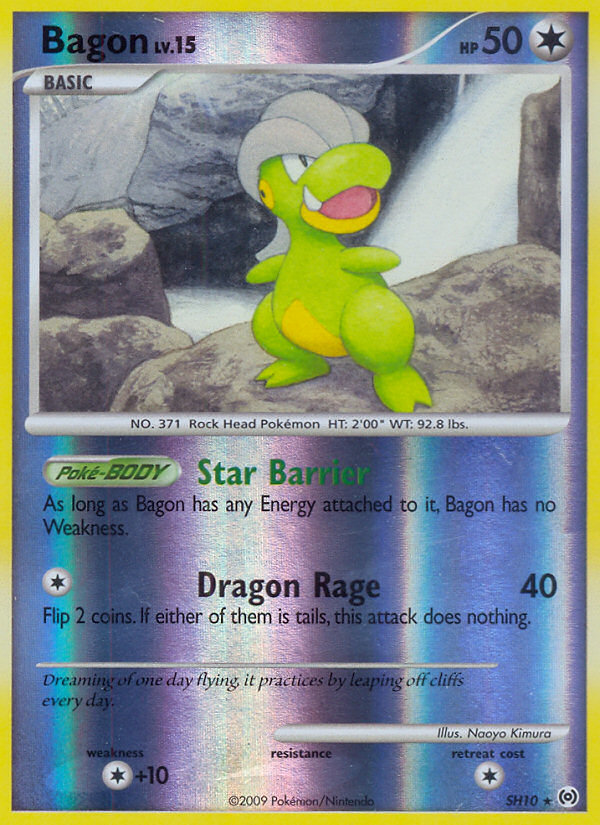 Bagon LV.15 HP 50
BASIC
NO. 371 Rock Head Pokémon HT: 2'00" WT: 92.8 lbs.
Poké-BODY Star Barrier
As long as Bagon has any Energy attached to it, Bagon has no
Weakness.
Dragon Rage 40
Flip 2 coins. If either of them is tails, this attack does nothing.
Dreaming of one day flying, it practices by leaping off cliffs
every day.
Illus. Naoyo Kimura
weakness resistance retreat cost
+10
©2009 Pokémon/Nintendo SH10 ★